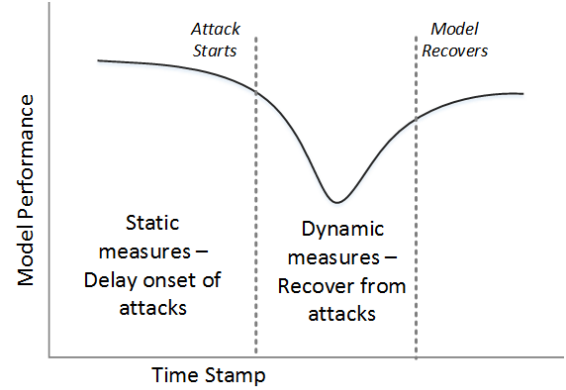 Attack
Starts
Model
Recovers
Model Performance
Static
measures –
Delay onset of
attacks
Dynamic
measures –
Recover from
attacks
Time Stamp